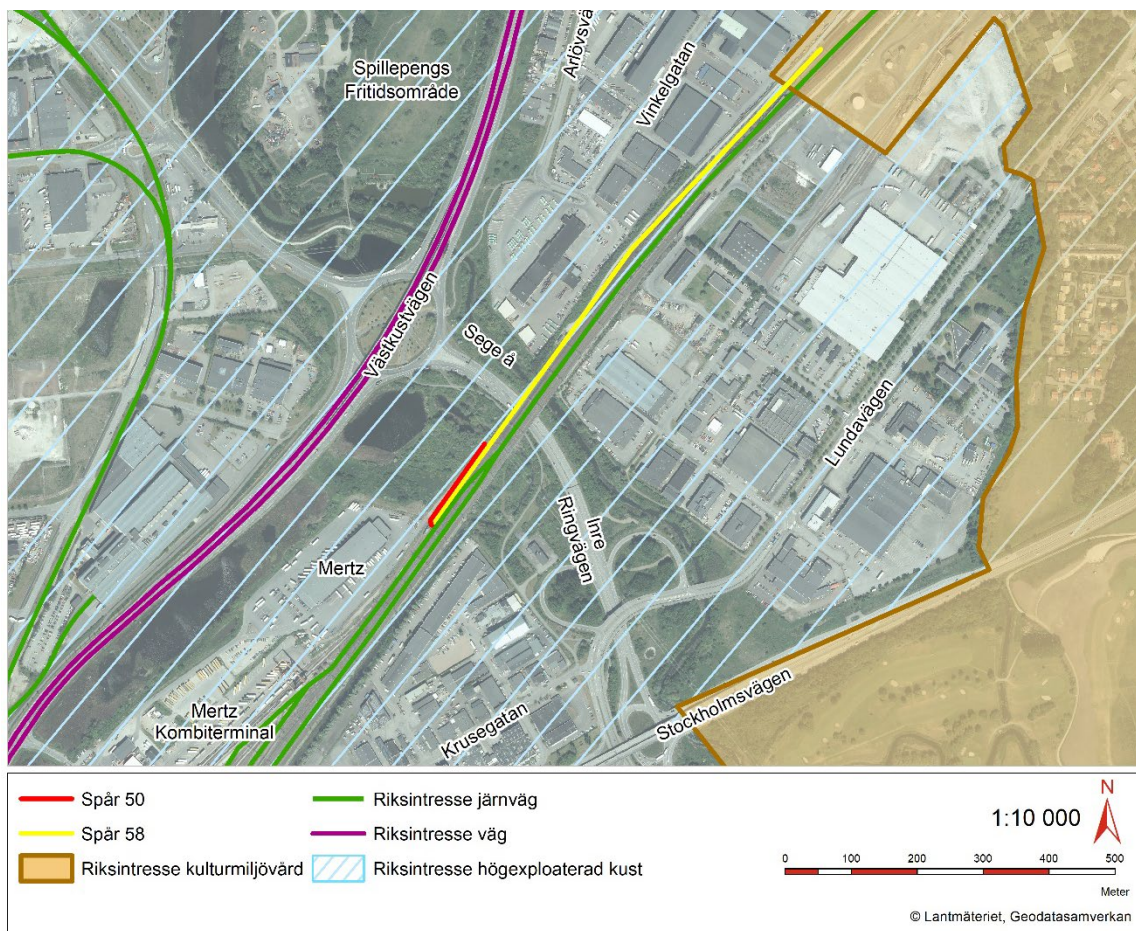 Spillepengs
Fritidsområde
Arlövsvä
Vinkelgatan
Västkustvägen
Sege å
Lundavägen
Inre
Ringvägen
Mertz
Mertz
Kombiterminal
Krusegatan
Stockholmsvägen
Spår 50
Riksintresse järnväg
Spår 58
Riksintresse väg
Riksintresse kulturmiljövård
Riksintresse högexploaterad kust
1:10 000
N
0 100 200 300 400 500
Meter
© Lantmäteriet, Geodatasamverkan